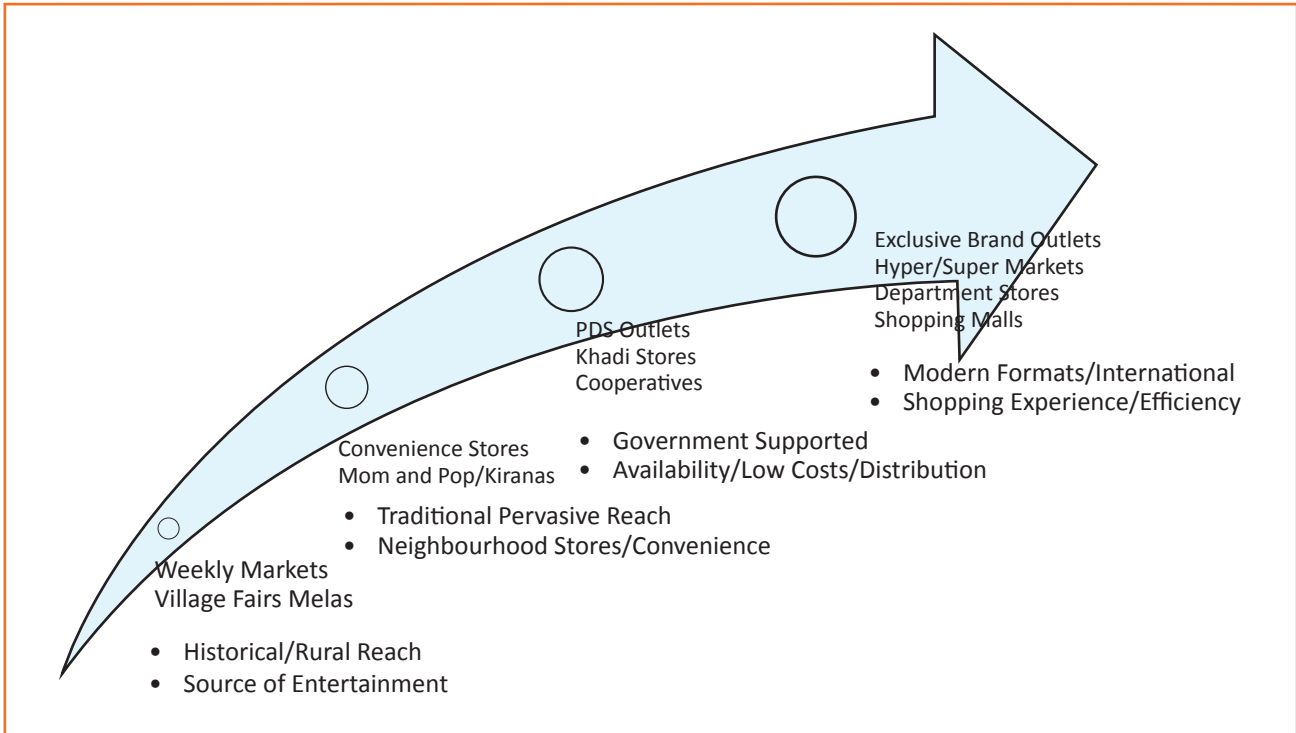 Exclusive Brand Outlets
Hyper/Super Markets
Department Stores
Shopping Malls
• Modern Formats/International
• Shopping Experience/Efficiency
PDS Outlets
Khadi Stores
Cooperatives
• Government Supported
• Availability/Low Costs/Distribution
Convenience Stores
Mom and Pop/Kiranas
• Traditional Pervasive Reach
• Neighbourhood Stores/Convenience
Weekly Markets
Village Fairs Melas
• Historical/Rural Reach
• Source of Entertainment